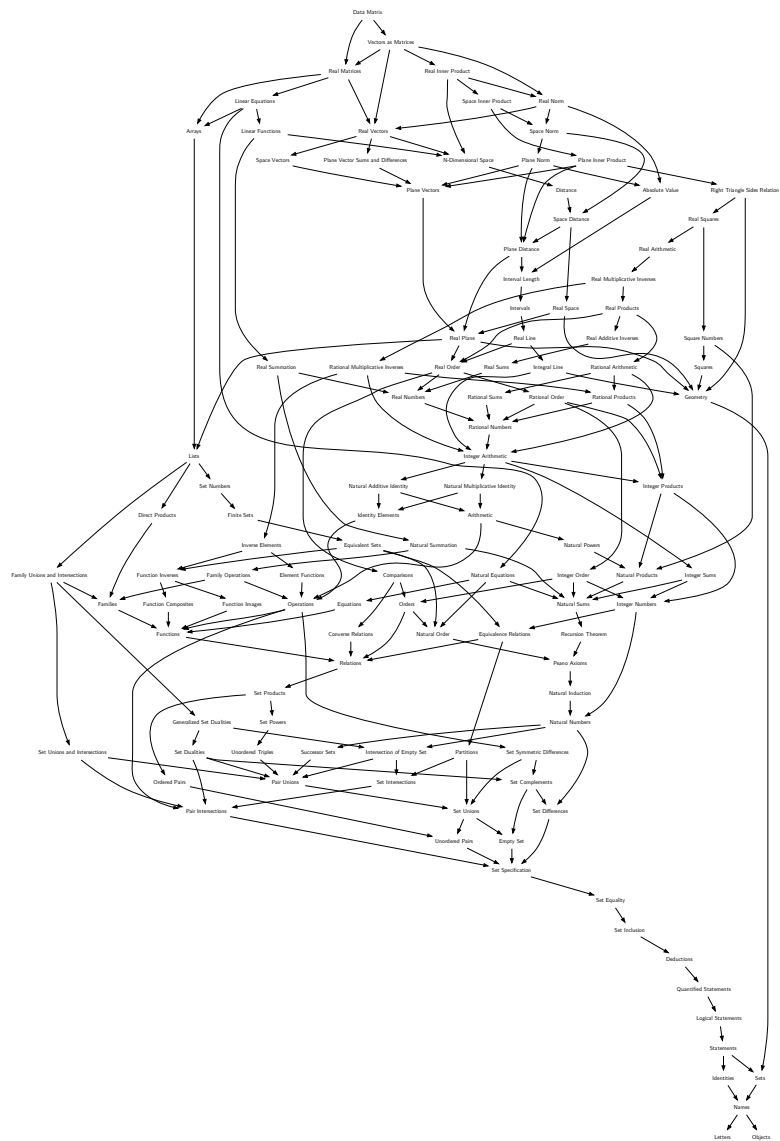 Data Matrix
Vectors as Matrices
Real Matrices
Real Inner Product
Linear Equations
Space Inner Product
Real Norm
Arrays
Linear Functions
Real Vectors
Space Norm
Space Vectors
Plane Vector Sums and Differences
N-Dimensional Space
Plane Norm
Plane Inner Product
Plane Vectors
Distance
Absolute Value
Right Triangle Sides Relation
Space Distance
Real Squares
Plane Distance
Real Arithmetic
Interval Length
Real Multiplicative Inverses
Intervals
Real Space
Real Products
Real Plane
Real Line
Real Additive Inverses
Square Numbers
Real Summation
Rational Multiplicative Inverses
Real Order
Real Sums
Integral Line
Rational Arithmetic
Squares
Real Numbers
Rational Sums
Rational Order
Rational Products
Geometry
Rational Numbers
Lists
Integer Arithmetic
Set Numbers
Natural Additive Identity
Natural Multiplicative Identity
Integer Products
Direct Products
Finite Sets
Identity Elements
Arithmetic
Inverse Elements
Equivalent Sets
Natural Summation
Natural Powers
Family Unions and Intersections
Function Inverses
Family Operations
Element Functions
Comparisons
Natural Equations
Integer Order
Natural Products
Integer Sums
Families
Function Composites
Function Images
Operations
Equations
Orders
Natural Sums
Integer Numbers
Functions
Converse Relations
Natural Order
Equivalence Relations
Recursion Theorem
Relations
Peano Axioms
Set Products
Natural Induction
Generalized Set Dualities
Set Powers
Natural Numbers
Set Unions and Intersections
Set Dualities
Unordered Triples
Successor Sets
Intersection of Empty Set
Partitions
Set Symmetric Differences
Ordered Pairs
Pair Unions
Set Intersections
Set Complements
Pair Intersections
Set Unions
Set Differences
Unordered Pairs
Empty Set
Set Specification
Set Equality
Set Inclusion
Deductions
Quantified Statements
Logical Statements
Statements
Identities
Sets
Names
Letters
Objects